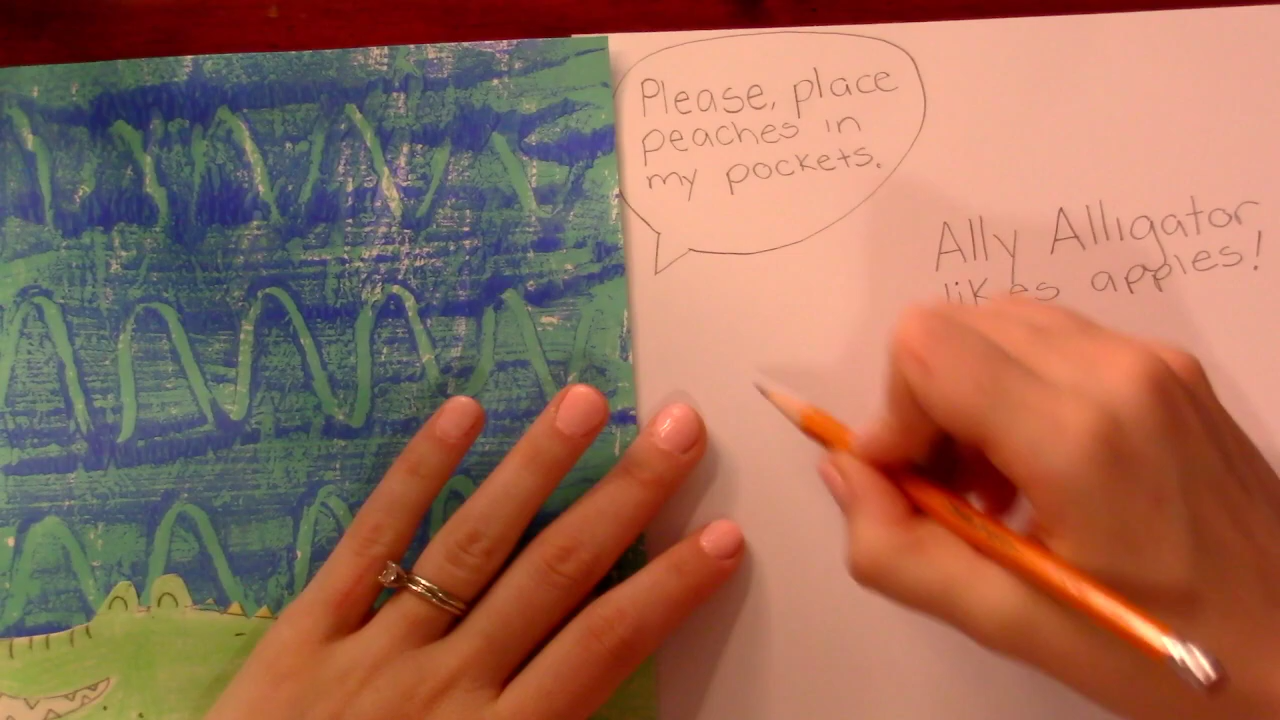 Please, place
peaches in
my pockets.
Ally Alligator
likes apples!